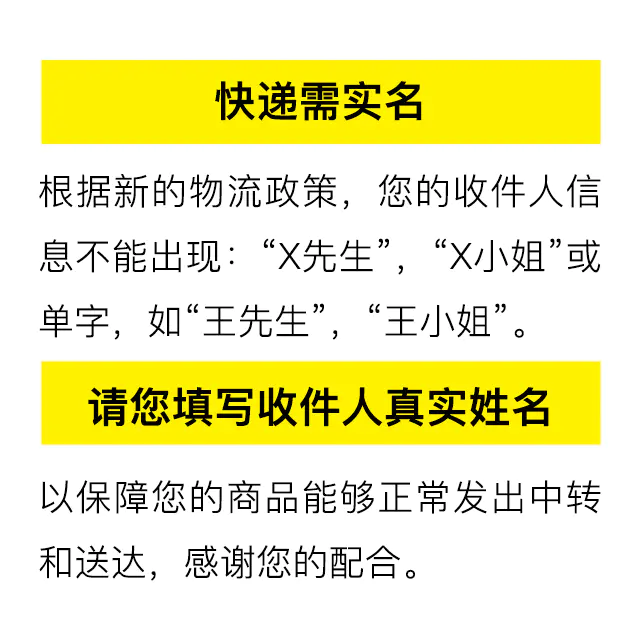 快递需实名
根据新的物流政策，您的收件人信
息不能出现：“X先生”，“X小姐”或
单字，如“王先生”，“王小姐”。
请您填写收件人真实姓名
以保障您的商品能够正常发出中转
和送达，感谢您的配合。